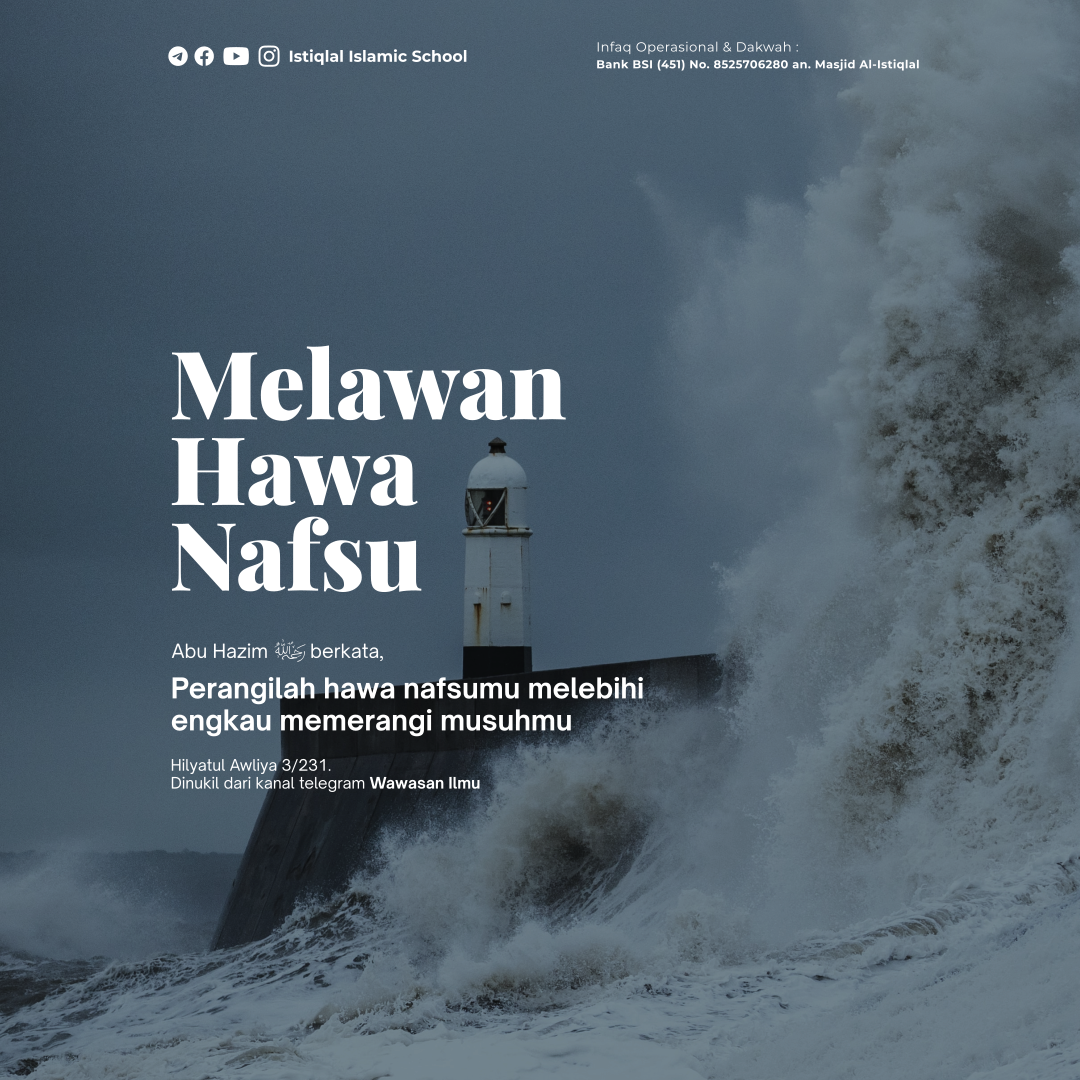 Istiqlal Islamic School
Infaq Operasional & Dakwah :
Bank BSI (451) No. 8525706280 an. Masjid Al-Istiqlal
Melawan
Hawa
Nafsu
Abu Hazim رحمه الله berkata,
Perangilah hawa nafsumu melebihi
engkau memerangi musuhmu
Hilyatul Awliya 3/231.
Dinukil dari kanal telegram Wawasan Ilmu